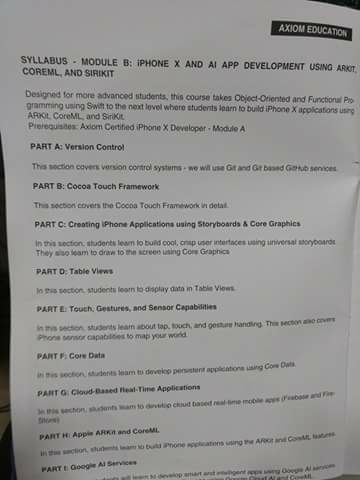 AXIOM EDUCATION
SYLLABUS - MODULE B: iPHONE X AND AI APP DEVELOPMENT USING ARKIT,
COREML, AND SIRIKIT
Designed for more advanced students, this course takes Object-Oriented and Functional Pro-
gramming using Swift to the next level where students learn to build iPhone X applications using
ARKit, CoreML, and SiriKit.
Prerequisites: Axiom Certified iPhone X Developer - Module A
PART A: Version Control
This section covers version control systems - we will use Git and Git based GitHub services.
PART B: Cocoa Touch Framework
This section covers the Cocoa Touch Framework in detail.
PART C: Creating iPhone Applications using Storyboards & Core Graphics
In this section, students learn to build cool, crisp user interfaces using universal storyboards.
They also learn to draw to the screen using Core Graphics
PART D: Table Views
In this section, students learn to display data in Table Views.
PART E: Touch, Gestures, and Sensor Capabilities
In this section, students learn about tap, touch, and gesture handling. This section also covers
iPhone sensor capabilities to map your world.
PART F: Core Data
In this section, students learn to develop persistent applications using Core Data.
PART G: Cloud-Based Real-Time Applications
In this section, students learn to develop cloud based real-time mobile apps (Firebase and Fire-
Store)
PART H: Apple ARKit and CoreML
In this section, students learn to build iPhone applications using the ARKit and CoreML features.
PART I: Google AI Services
students will learn to develop smart and intelligent apps using Google AI services
using Google Cloud AI and CoreML